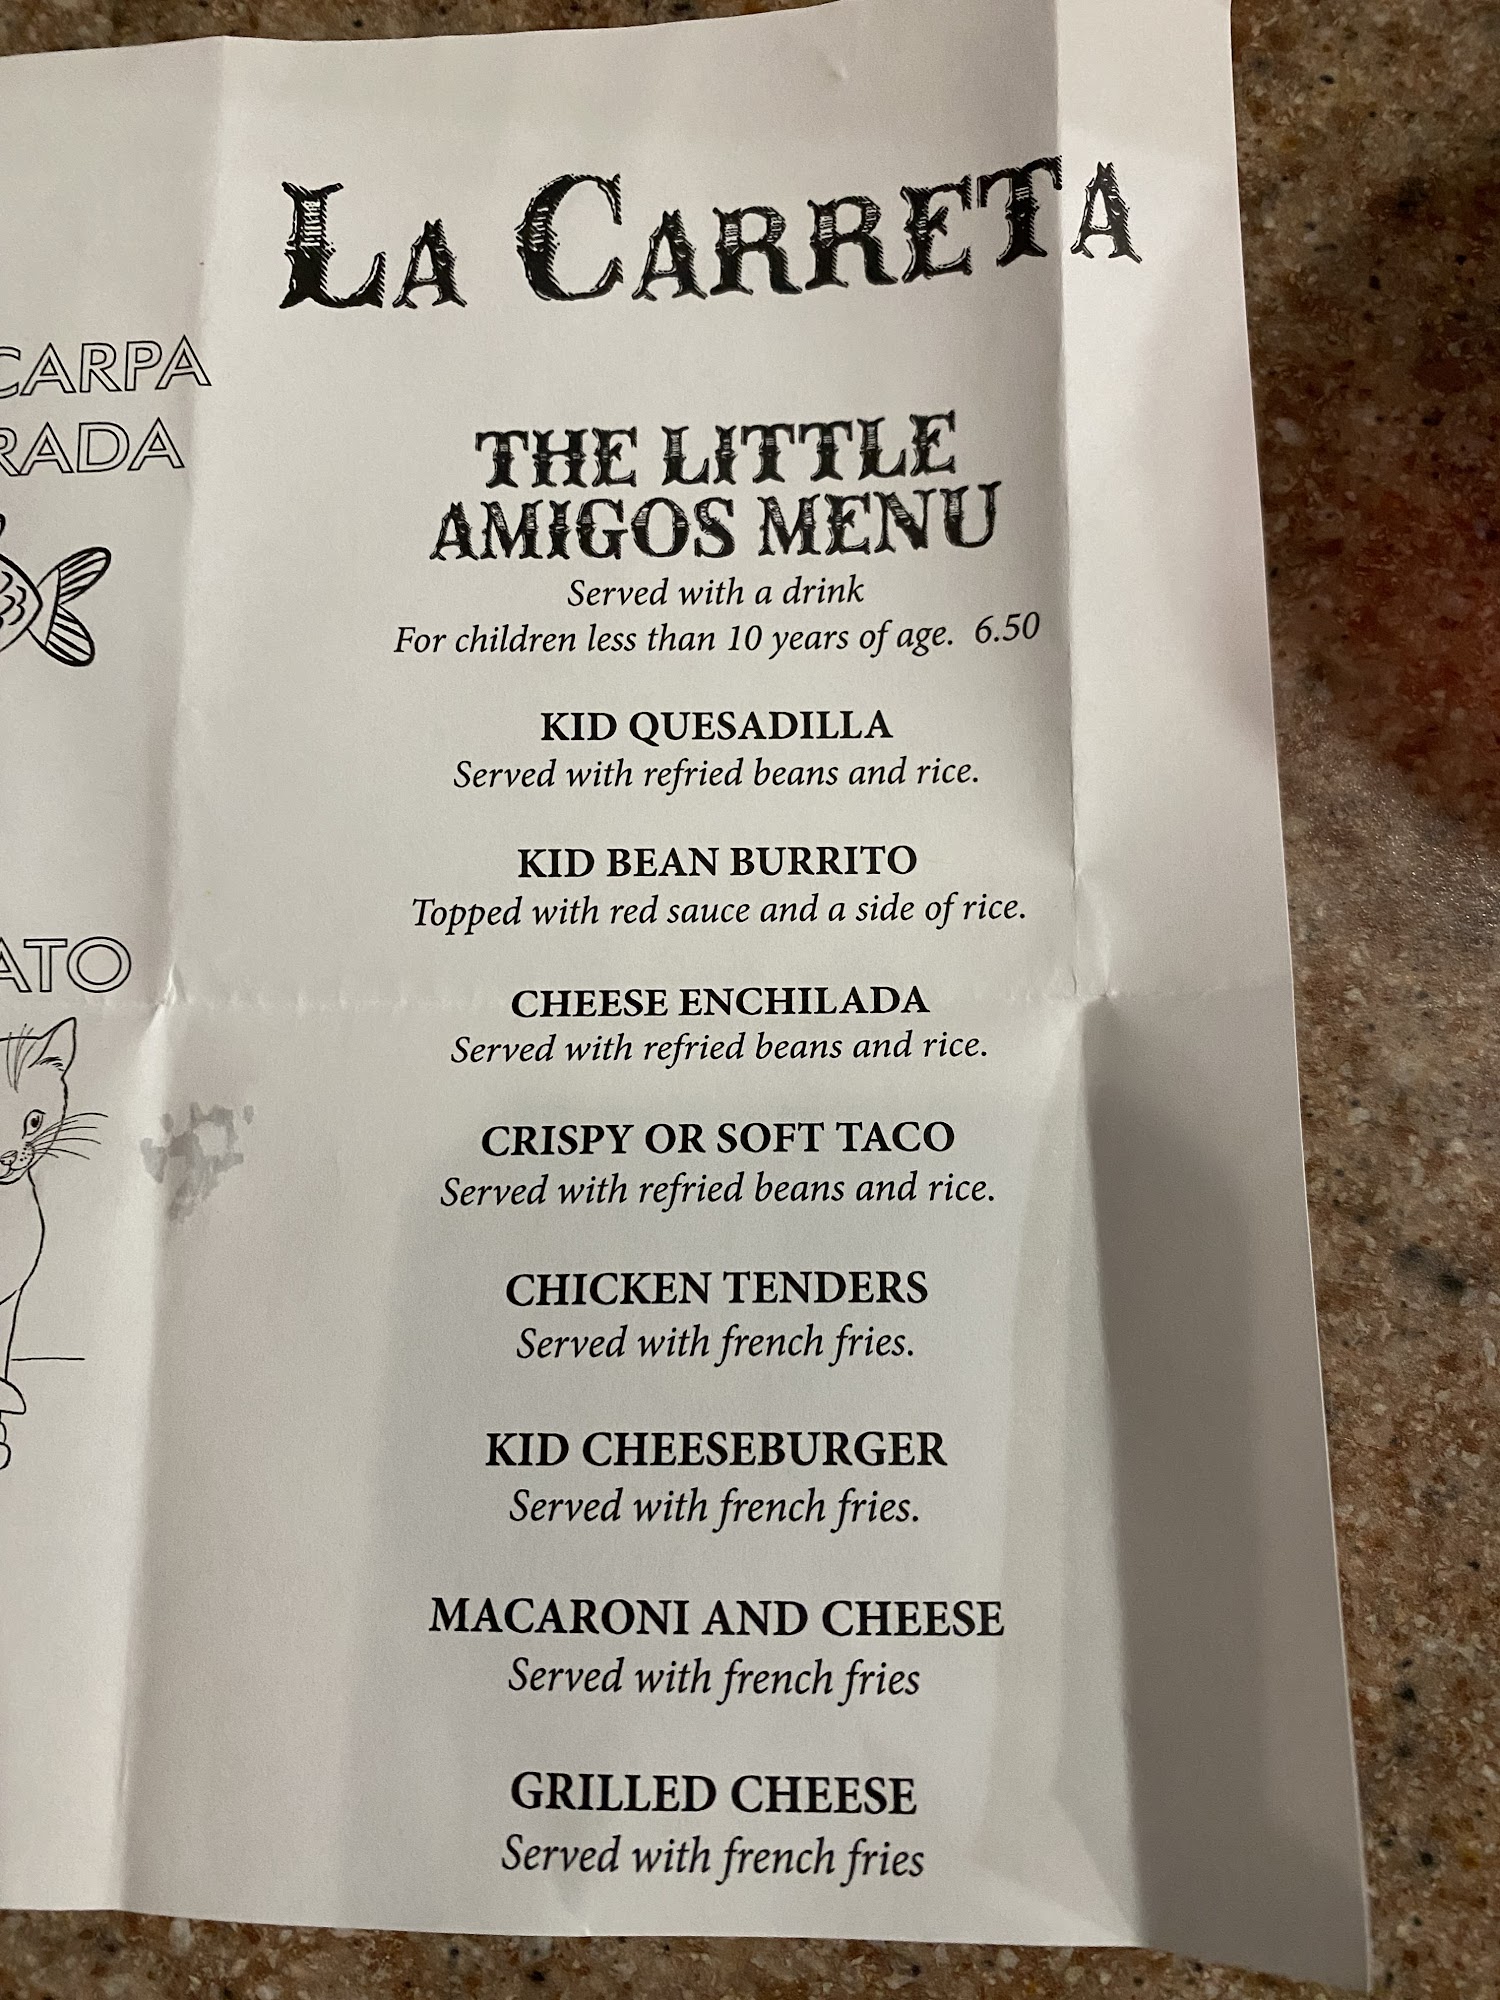 LA CARRETA
CARPA
RADA
ATO
THE LITTLE
AMIGOS MENU
Served with a drink
For children less than 10 years of age. 6.50
KID QUESADILLA
Served with refried beans and rice.
KID BEAN BURRITO
Topped with red sauce and a side of rice.
CHEESE ENCHILADA
Served with refried beans and rice.
CRISPY OR SOFT TACO
Served with refried beans and rice.
CHICKEN TENDERS
Served with french fries.
KID CHEESEBURGER
Served with french fries.
MACARONI AND CHEESE
Served with french fries
GRILLED CHEESE
Served with french fries